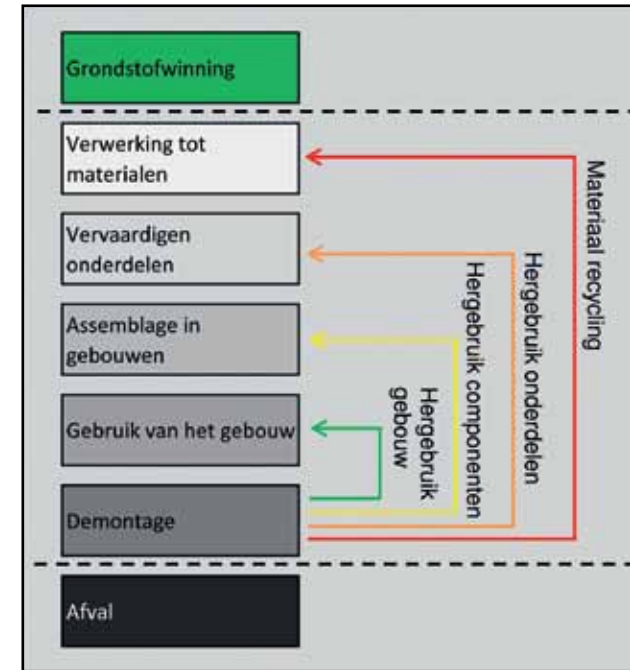 Grondstofwinning
Verwerking tot
materialen
Vervaardigen
onderdelen
Assemblage in
gebouwen
Gebruik van het gebouw
Demontage
Afval
Hergebruik
gebouw
Hergebruik componenten
Hergebruik onderdelen
Materiaal recycling